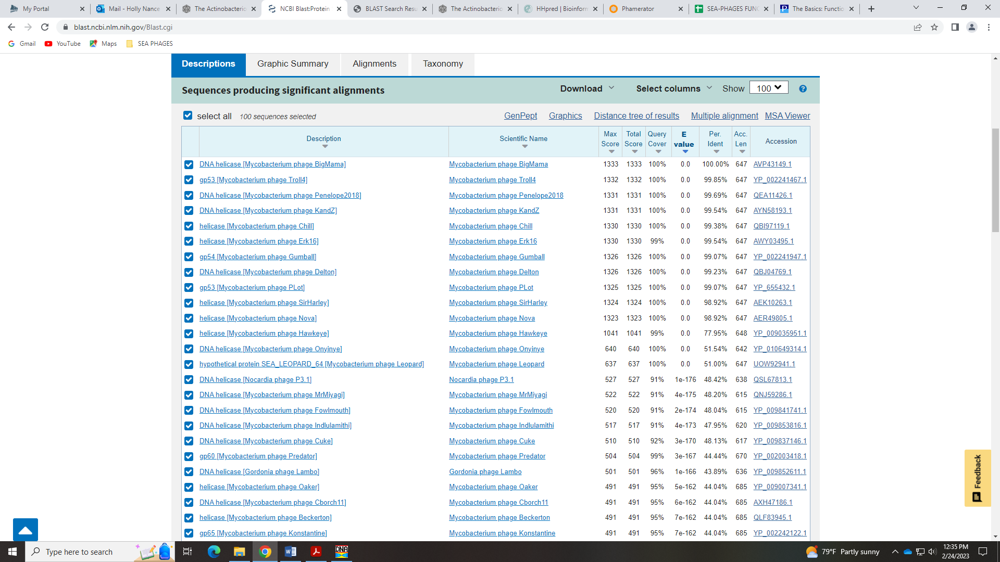 My Portal
Mail - Holly Nance
The Actinobacterio
NCBI Blast:Protein
BLAST Search Resu
The Actinobacterio
HHpred | Bioinform
Phamerator
SEA-PHAGES FUNC
The Basics: Functio
blast.ncbi.nlm.nih.gov/Blast.cgi
Gmail YouTube Maps SEA PHAGES
Descriptions Graphic Summary Alignments Taxonomy
Sequences producing significant alignments Download Select columns Show 100 ?
select all 100 sequences selected GenPept Graphics Distance tree of results Multiple alignment MSA Viewer
Description Scientific Name Max Score Total Score Query Cover E value Per. Ident Acc. Len Accession
DNA helicase [Mycobacterium phage BigMama] Mycobacterium phage BigMama 1333 1333 100% 0.0 100.00% 647 AVP43149.1
gp53 [Mycobacterium phage Troll4] Mycobacterium phage Troll4 1332 1332 100% 0.0 99.85% 647 YP_002241467.1
DNA helicase [Mycobacterium phage Penelope2018] Mycobacterium phage Penelope2018 1331 1331 100% 0.0 99.69% 647 QEA11426.1
DNA helicase [Mycobacterium phage KandZ] Mycobacterium phage KandZ 1331 1331 100% 0.0 99.54% 647 AYN58193.1
helicase [Mycobacterium phage Chill] Mycobacterium phage Chill 1330 1330 100% 0.0 99.38% 647 QBI97119.1
helicase [Mycobacterium phage Erk16] Mycobacterium phage Erk16 1330 1330 99% 0.0 99.54% 647 AWY03495.1
gp54 [Mycobacterium phage Gumball] Mycobacterium phage Gumball 1326 1326 100% 0.0 99.07% 647 YP_002241947.1
DNA helicase [Mycobacterium phage Delton] Mycobacterium phage Delton 1326 1326 100% 0.0 99.23% 647 QBJ04769.1
gp53 [Mycobacterium phage PLot] Mycobacterium phage PLot 1325 1325 100% 0.0 99.07% 647 YP_655432.1
helicase [Mycobacterium phage SirHarley] Mycobacterium phage SirHarley 1324 1324 100% 0.0 98.92% 647 AEK10263.1
helicase [Mycobacterium phage Nova] Mycobacterium phage Nova 1323 1323 100% 0.0 98.92% 647 AER49805.1
helicase [Mycobacterium phage Hawkeye] Mycobacterium phage Hawkeye 1041 1041 99% 0.0 77.95% 648 YP_009035951.1
DNA helicase [Mycobacterium phage Onyinye] Mycobacterium phage Onyinye 640 640 100% 0.0 51.54% 642 YP_010649314.1
hypothetical protein SEA_LEOPARD_64 [Mycobacterium phage Leopard] Mycobacterium phage Leopard 637 637 100% 0.0 51.00% 647 UOW92941.1
DNA helicase [Nocardia phage P3.1] Nocardia phage P3.1 527 527 91% 1e-176 48.42% 638 QSL67813.1
DNA helicase [Mycobacterium phage MrMiyagi] Mycobacterium phage MrMiyagi 522 522 91% 4e-175 48.20% 615 QNJ59286.1
DNA helicase [Mycobacterium phage Fowlmouth] Mycobacterium phage Fowlmouth 520 520 91% 2e-174 48.04% 615 YP_009841741.1
DNA helicase [Mycobacterium phage Indlulamithi] Mycobacterium phage Indlulamithi 517 517 91% 4e-173 47.95% 620 YP_009853816.1
DNA helicase [Mycobacterium phage Cuke] Mycobacterium phage Cuke 510 510 92% 3e-170 48.13% 617 YP_009837146.1
gp60 [Mycobacterium phage Predator] Mycobacterium phage Predator 504 504 99% 3e-167 44.44% 670 YP_002003418.1
DNA helicase [Gordonia phage Lambo] Gordonia phage Lambo 501 501 96% 1e-166 43.89% 636 YP_009852611.1
helicase [Mycobacterium phage Oaker] Mycobacterium phage Oaker 491 491 95% 5e-162 44.04% 685 YP_009007341.1
DNA helicase [Mycobacterium phage Cborch11] Mycobacterium phage Cborch11 491 491 95% 6e-162 44.04% 685 AXH47186.1
helicase [Mycobacterium phage Beckerton] Mycobacterium phage Beckerton 491 491 95% 7e-162 44.04% 685 QLF83945.1
gp65 [Mycobacterium phage Konstantine] Mycobacterium phage Konstantine 491 491 95% 7e-162 44.04% 685 YP_002242122.1
Feedback
Type here to search
DNA
79°F Partly sunny
12:35 PM
2/24/2023